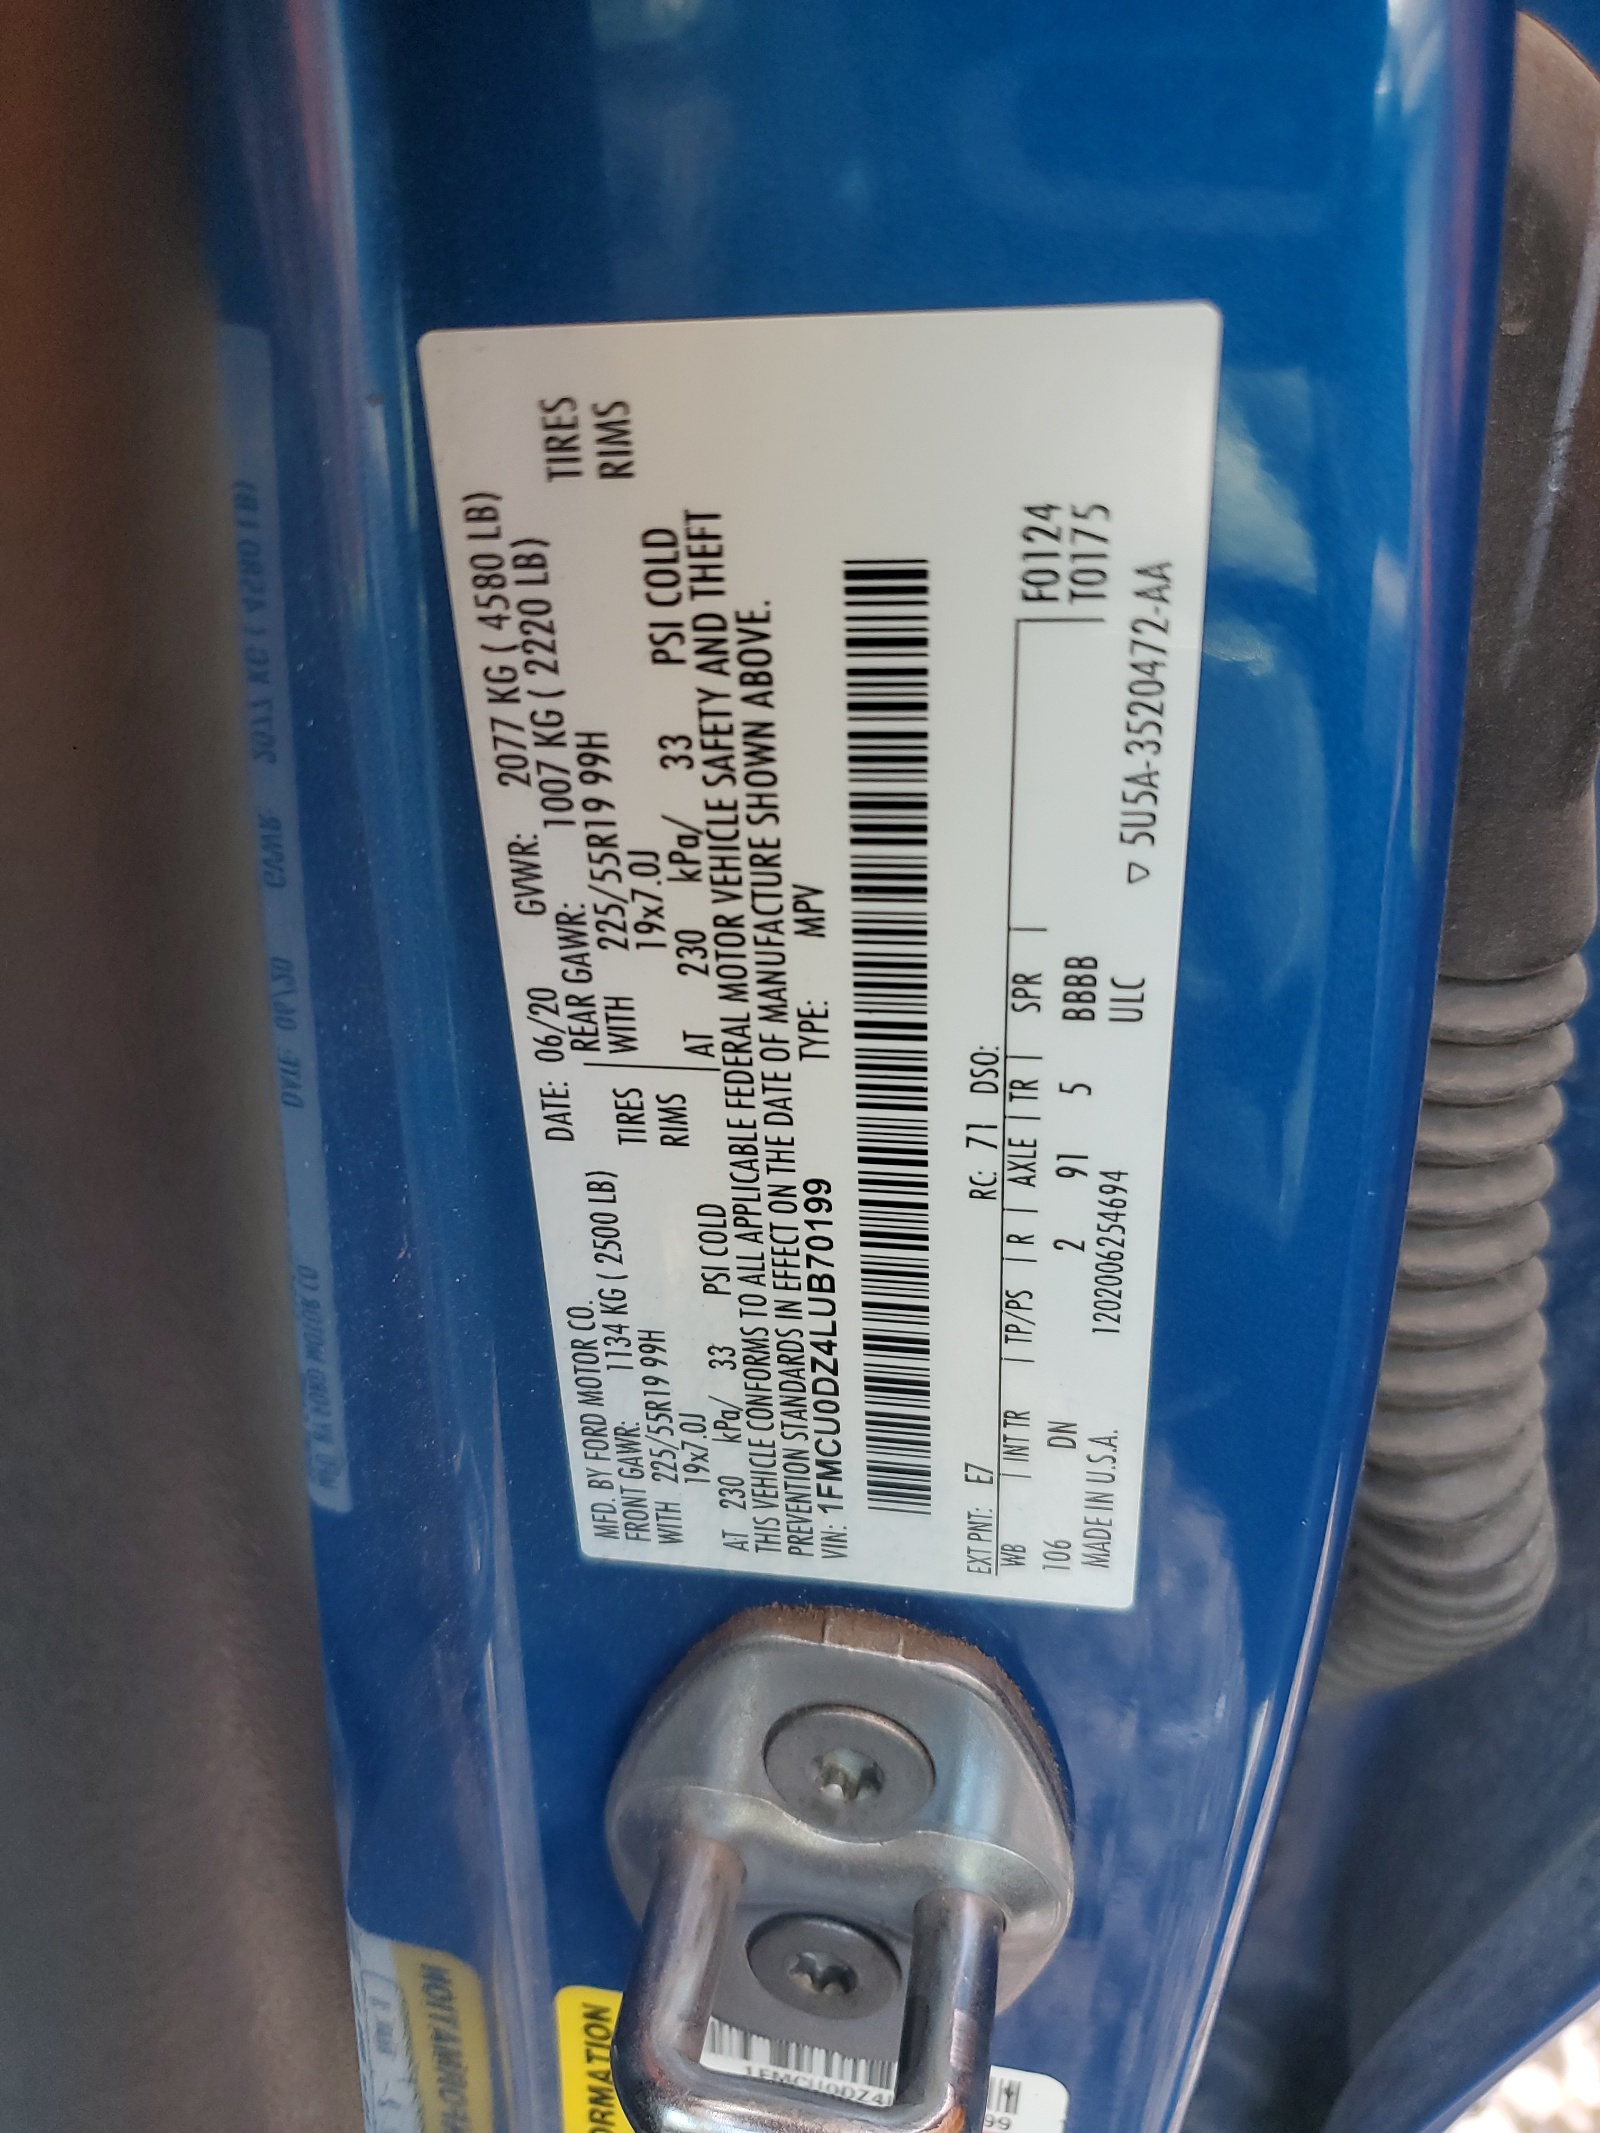 MFD. BY FORD MOTOR CO. DATE: 06/20 GVWR: 2077 KG ( 4580 LB)
FRONT GAWR: 1134 KG ( 2500 LB) REAR GAWR: 1007 KG ( 2220 LB)
WITH 225/55R19 99H TIRES WITH 225/55R19 99H TIRES
19x7.0J RIMS 19x7.0J RIMS
AT 230 kPa/ 33 PSI COLD AT 230 kPa/ 33 PSI COLD
THIS VEHICLE CONFORMS TO ALL APPLICABLE FEDERAL MOTOR VEHICLE SAFETY AND THEFT
PREVENTION STANDARDS IN EFFECT ON THE DATE OF MANUFACTURE SHOWN ABOVE.
VIN: 1FMCU0DZ4LUB70199 TYPE: MPV
EXT PNT: E7 RC: 71 DSO:
WB | INT TR | TP/PS | R | AXLE | TR | SPR | F0124
106 DN 2 91 5 BBBB T0175
MADE IN U.S.A. 1202006254694 ULC
▽ 5U5A-3520472-AA
ORMATION
1FMCU0DZ4
99